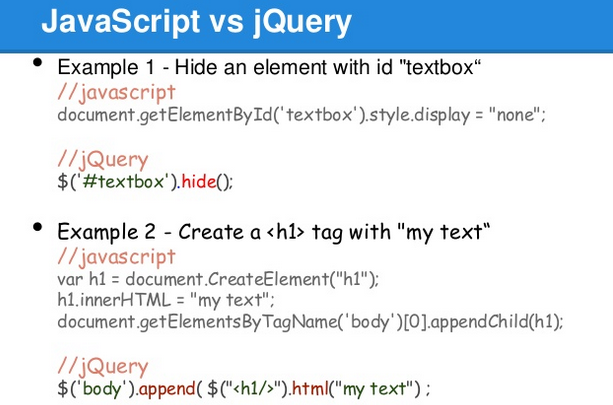 JavaScript vs jQuery
• Example 1 - Hide an element with id "textbox“
//javascript
document.getElementById('textbox').style.display = "none";
//jQuery
$('#textbox').hide();
• Example 2 - Create a <h1> tag with "my text“
//javascript
var h1 = document.CreateElement("h1");
h1.innerHTML = "my text";
document.getElementsByTagName('body')[0].appendChild(h1);
//jQuery
$('body').append( $("<h1/>").html("my text") ;